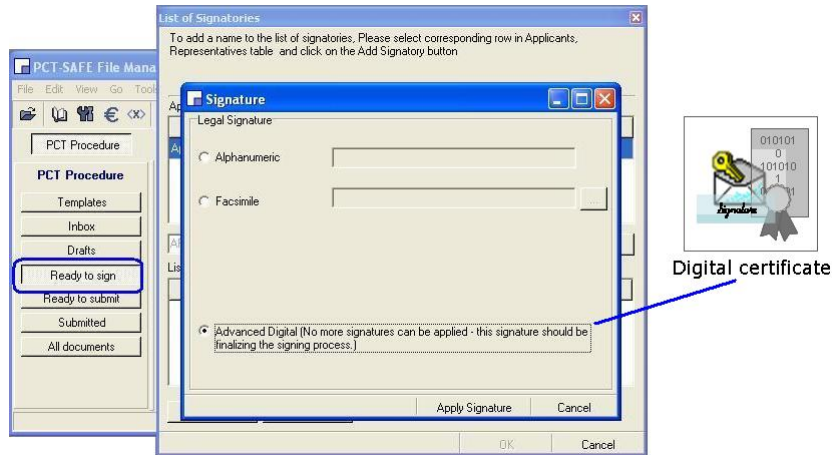 List of Signatories
To add a name to the list of signatories, Please select corresponding row in Applicants,
Representatives table and click on the Add Signatory button
PCT-SAFE File Mana
File Edit View Go Tool
PCT Procedure
PCT Procedure
Templates
Inbox
Drafts
Ready to sign
Ready to submit
Submitted
All documents
Signature
Legal Signature
Alphanumeric
Facsimile
...
Advanced Digital (No more signatures can be applied - this signature should be
finalizing the signing process.)
Apply Signature Cancel
OK Cancel
010101
0
101010
1
Signature
Digital certificate